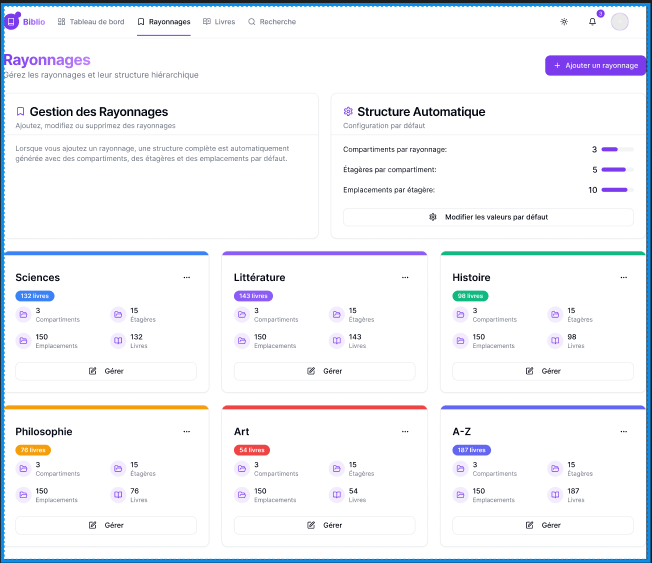 Biblio Tableau de bord Rayonnages Livres Recherche
Rayonnages
Gérez les rayonnages et leur structure hiérarchique
+ Ajouter un rayonnage
Gestion des Rayonnages
Ajoutez, modifiez ou supprimez des rayonnages
Lorsque vous ajoutez un rayonnage, une structure complète est automatiquement
générée avec des compartiments, des étagères et des emplacements par défaut.
Structure Automatique
Configuration par défaut
Compartiments par rayonnage: 3
Étagères par compartiment: 5
Emplacements par étagère: 10
Modifier les valeurs par défaut
Sciences ...
132 livres
3 15
Compartiments Étagères
150 132
Emplacements Livres
Gérer
Littérature ...
143 livres
3 15
Compartiments Étagères
150 143
Emplacements Livres
Gérer
Histoire ...
98 livres
3 15
Compartiments Étagères
150 98
Emplacements Livres
Gérer
Philosophie ...
76 livres
3 15
Compartiments Étagères
150 76
Emplacements Livres
Gérer
Art ...
54 livres
3 15
Compartiments Étagères
150 54
Emplacements Livres
Gérer
A-Z ...
187 livres
3 15
Compartiments Étagères
150 187
Emplacements Livres
Gérer